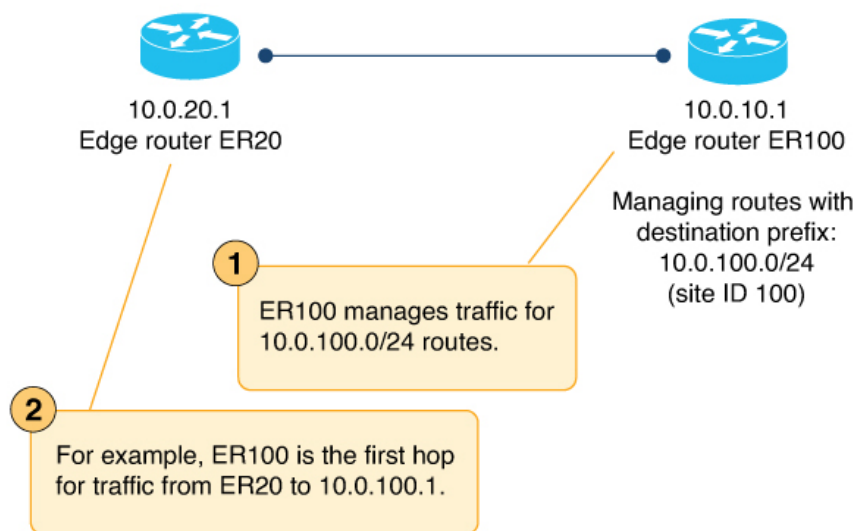 10.0.20.1
Edge router ER20
10.0.10.1
Edge router ER100
Managing routes with
destination prefix:
10.0.100.0/24
(site ID 100)
1
ER100 manages traffic for
10.0.100.0/24 routes.
2
For example, ER100 is the first hop
for traffic from ER20 to 10.0.100.1.